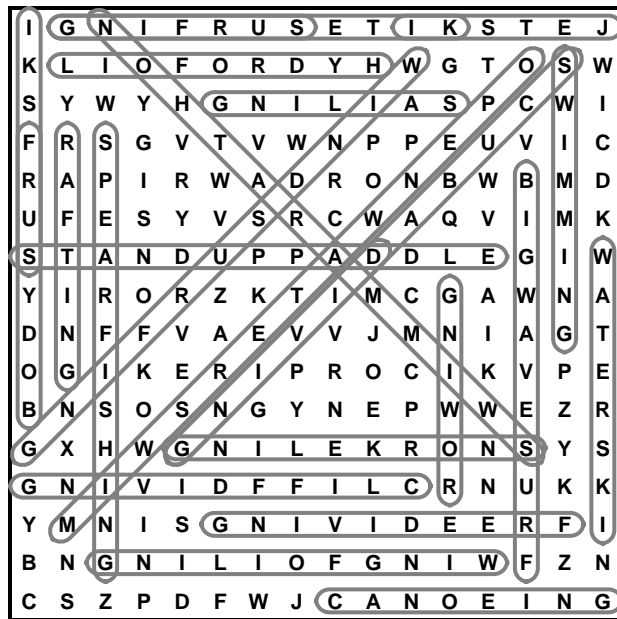 I G N I F R U S E T I K S T E J
K L I O F O R D Y H W G T O S W
S Y W Y H G N I L I A S P C W I
F R S G V T V W N P P E U V I C
R A P I R W A D R O N B W B M D
U F E S Y V S R C W A Q V I M K
S T A N D U P P A D D L E G I W
Y I R O R Z K T I M C G A W N A
D N F F V A E V V J M N I A G T
O G I K E R I P R O C I K V P E
B N S O S N G Y N E P W W E Z R
G X H W G N I L E K R O N S Y S
G N I V I D F F I L C R N U K K
Y M N I S G N I V I D E E R F I
B N G N I L I O F G N I W F Z N
C S Z P D F W J C A N O E I N G